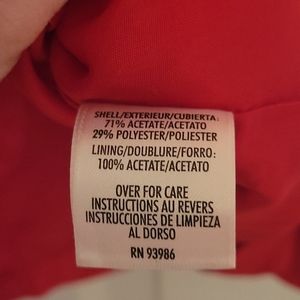 SHELL/EXTERIEUR/CUBIERTA:
71% ACETATE/ACETATO
29% POLYESTER/POLIESTER
LINING/DOUBLURE/FORRO:
100% ACETATE/ACETATO
OVER FOR CARE
INSTRUCTIONS AU REVERS
INSTRUCCIONES DE LIMPIEZA
AL DORSO
RN 93986